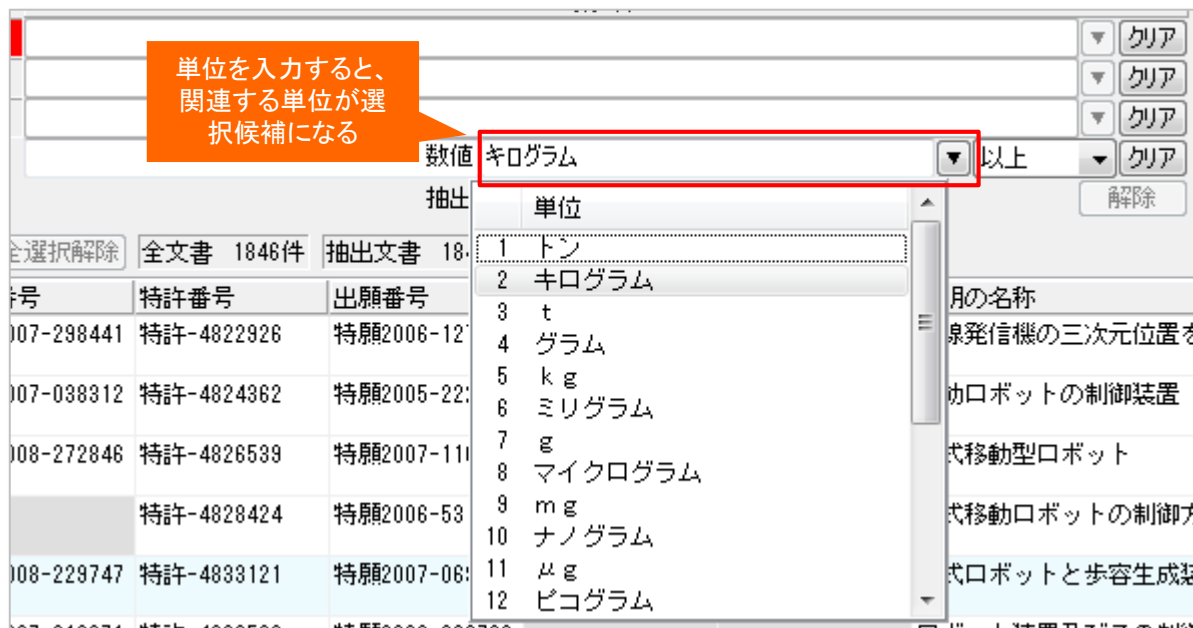 クリア
単位を入力すると、
関連する単位が選
択候補になる
クリア
クリア
数値 キログラム 以上 クリア
抽出 解除
単位
全選択解除 全文書 1846件 抽出文書
1 トン
2 キログラム
3 t
4 グラム
5 kg
6 ミリグラム
7 g
8 マイクログラム
9 mg
10 ナノグラム
11 μg
12 ピコグラム
号 特許番号 出願番号 の名称
007-298441 特許-4822926 特願2006-12 線発信機の三次元位置を
007-038312 特許-4824362 特願2005-22 動ロボットの制御装置
008-272846 特許-4826539 特願2007-11 式移動型ロボット
特許-4828424 特願2006-53 式移動ロボットの制御方
008-229747 特許-4833121 特願2007-06 式ロボットと歩容生成装